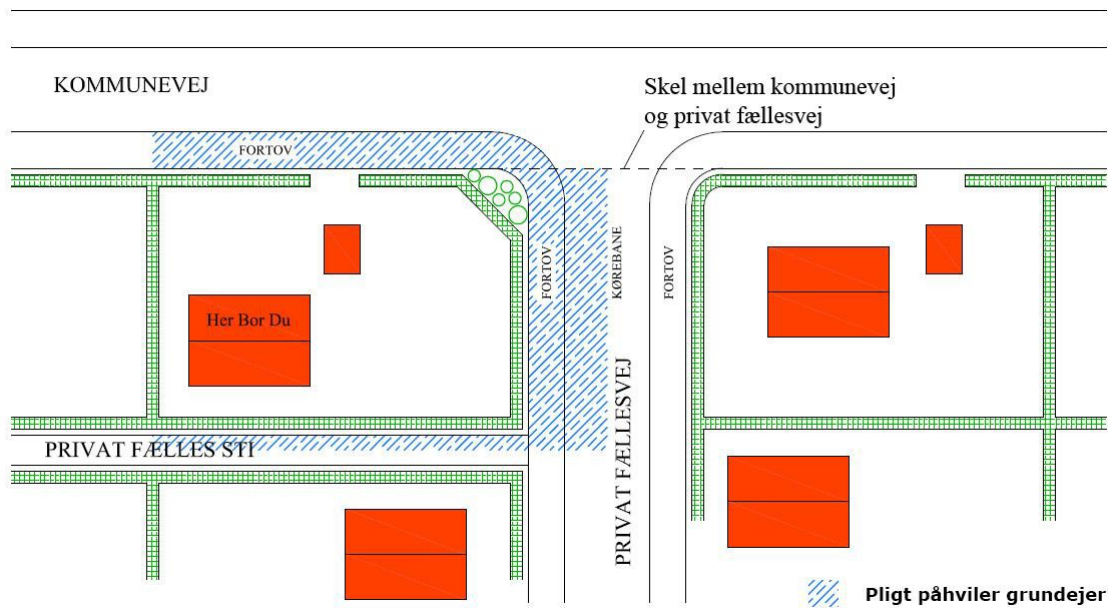 KOMMUNEVEJ
Skel mellem kommunevej
og privat fællesvej
FORTOV
FORTOV
KØREBANE
FORTOV
Her Bor Du
PRIVAT FÆLLESVEJ
PRIVAT FÆLLES STI
Pligt påhviler grundejer